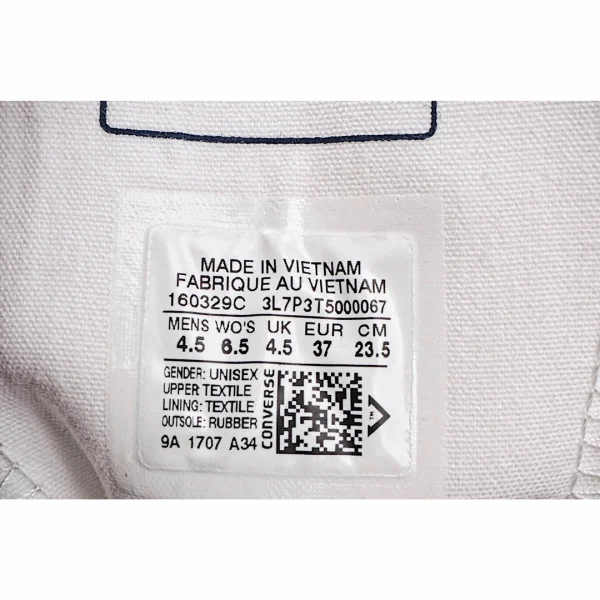 MADE IN VIETNAM
FABRIQUE AU VIETNAM
160329C 3L7P3T5000067
MENS WO'S UK EUR CM
4.5 6.5 4.5 37 23.5
GENDER: UNISEX
UPPER TEXTILE
LINING: TEXTILE
OUTSOLE: RUBBER
9A 1707 A34
CONVERSE
TM